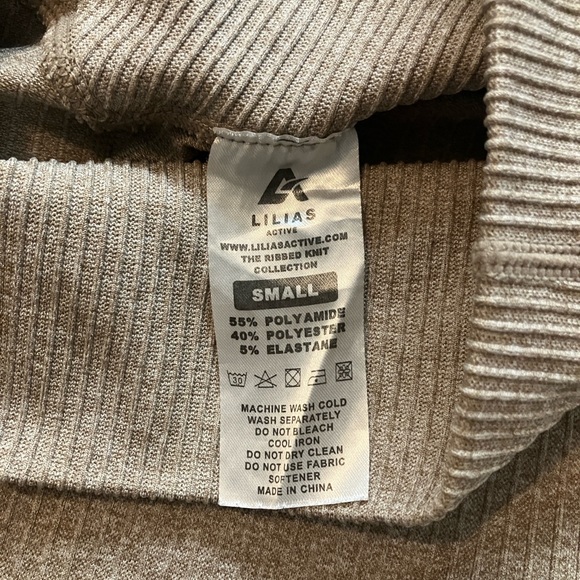 LILIAS
ACTIVE
WWW.LILIASACTIVE.COM
THE RIBBED KNIT
COLLECTION
SMALL
55% POLYAMIDE
40% POLYESTER
5% ELASTANE
30
MACHINE WASH COLD
WASH SEPARATELY
DO NOT BLEACH
COOL IRON
DO NOT DRY CLEAN
DO NOT USE FABRIC
SOFTENER
MADE IN CHINA